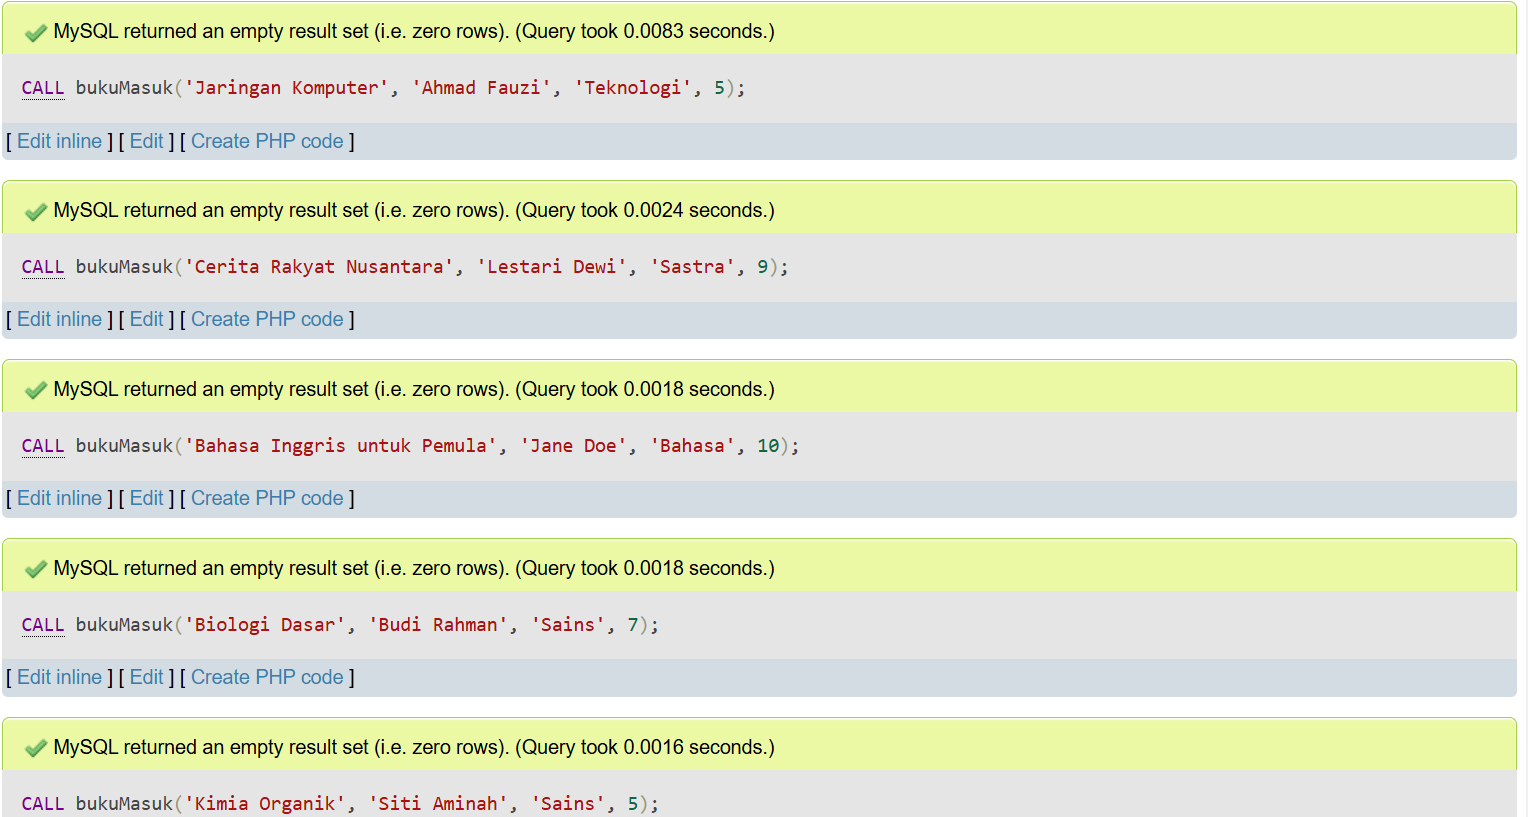 MySQL returned an empty result set (i.e. zero rows). (Query took 0.0083 seconds.)
CALL bukuMasuk('Jaringan Komputer', 'Ahmad Fauzi', 'Teknologi', 5);
[ Edit inline ] [ Edit ] [ Create PHP code ]
MySQL returned an empty result set (i.e. zero rows). (Query took 0.0024 seconds.)
CALL bukuMasuk('Cerita Rakyat Nusantara', 'Lestari Dewi', 'Sastra', 9);
[ Edit inline ] [ Edit ] [ Create PHP code ]
MySQL returned an empty result set (i.e. zero rows). (Query took 0.0018 seconds.)
CALL bukuMasuk('Bahasa Inggris untuk Pemula', 'Jane Doe', 'Bahasa', 10);
[ Edit inline ] [ Edit ] [ Create PHP code ]
MySQL returned an empty result set (i.e. zero rows). (Query took 0.0018 seconds.)
CALL bukuMasuk('Biologi Dasar', 'Budi Rahman', 'Sains', 7);
[ Edit inline ] [ Edit ] [ Create PHP code ]
MySQL returned an empty result set (i.e. zero rows). (Query took 0.0016 seconds.)
CALL bukuMasuk('Kimia Organik', 'Siti Aminah', 'Sains', 5);